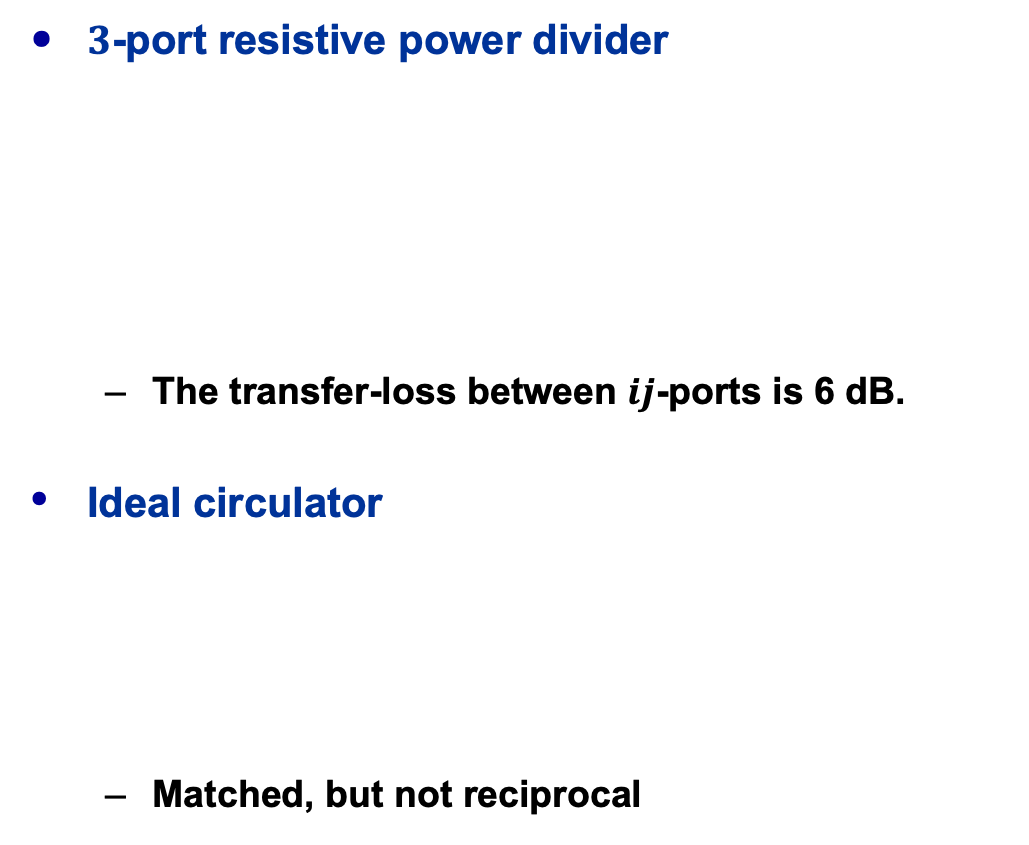 • 3-port resistive power divider
– The transfer-loss between ij-ports is 6 dB.
• Ideal circulator
– Matched, but not reciprocal